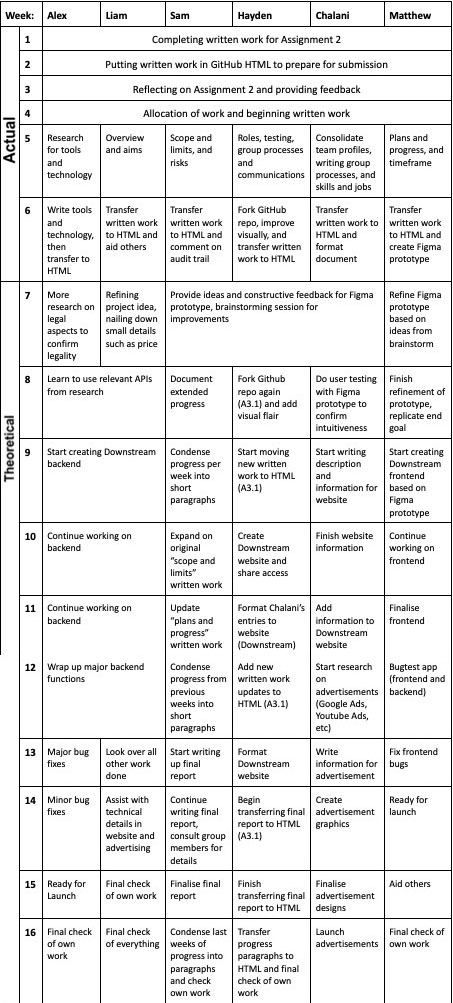 Week: Alex Liam Sam Hayden Chalani Matthew
Actual
1 Completing written work for Assignment 2
2 Putting written work in GitHub HTML to prepare for submission
3 Reflecting on Assignment 2 and providing feedback
4 Allocation of work and beginning written work
5
Research
for tools
and
technology
Overview
and aims
Scope and
limits, and
risks
Roles, testing,
group processes
and
communications
Consolidate
team profiles,
writing group
processes, and
skills and jobs
Plans and
progress, and
timeframe
6
Write tools
and
technology,
then
transfer to
HTML
Transfer
written work
to HTML and
aid others
Transfer
written work
to HTML and
comment on
audit trail
Fork GitHub
repo, improve
visually, and
transfer written
work to HTML
Transfer
written work to
HTML and
format
document
Transfer
written work
to HTML and
create Figma
prototype
Theoretical
7
More
research on
legal
aspects to
confirm
legality
Refining
project idea,
nailing down
small details
such as price
Provide ideas and constructive feedback for Figma
prototype, brainstorming session for
improvements
Refine Figma
prototype
based on
ideas from
brainstorm
8
Learn to use relevant APIs
from research
Document
extended
progress
Fork Github
repo again
(A3.1) and add
visual flair
Do user testing
with Figma
prototype to
confirm
intuitiveness
Finish
refinement of
prototype,
replicate end
goal
9
Start creating Downstream
backend
Condense
progress per
week into
short
paragraphs
Start moving
new written
work to HTML
(A3.1)
Start writing
description
and
information for
website
Start creating
Downstream
frontend
based on
Figma
prototype
10
Continue working on
backend
Expand on
original
“scope and
limits”
written work
Create
Downstream
website and
share access
Finish website
information
Continue
working on
frontend
11
Continue working on
backend
Update
“plans and
progress”
written work
Format Chalani’s
entries to
website
(Downstream)
Add
information to
Downstream
website
Finalise
frontend
12
Wrap up major backend
functions
Condense
progress from
previous
weeks into
short
paragraphs
Add new
written work
updates to
HTML (A3.1)
Start research
on
advertisements
(Google Ads,
Youtube Ads,
etc)
Bugtest app
(frontend and
backend)
13
Major bug
fixes
Look over all
other work
done
Start writing
up final
report
Format
Downstream
website
Write
information for
advertisement
Fix frontend
bugs
14
Minor bug
fixes
Assist with
technical
details in
website and
advertising
Continue
writing final
report,
consult group
members for
details
Begin
transferring final
report to HTML
(A3.1)
Create
advertisement
graphics
Ready for
launch
15
Ready for
Launch
Final check
of own work
Finalise final
report
Finish
transferring final
report to HTML
Finalise
advertisement
designs
Aid others
16
Final check
of own
work
Final check
of everything
Condense last
weeks of
progress into
paragraphs
and check
own work
Transfer
progress
paragraphs to
HTML and final
check of own
work
Launch
advertisements
Final check of
own work